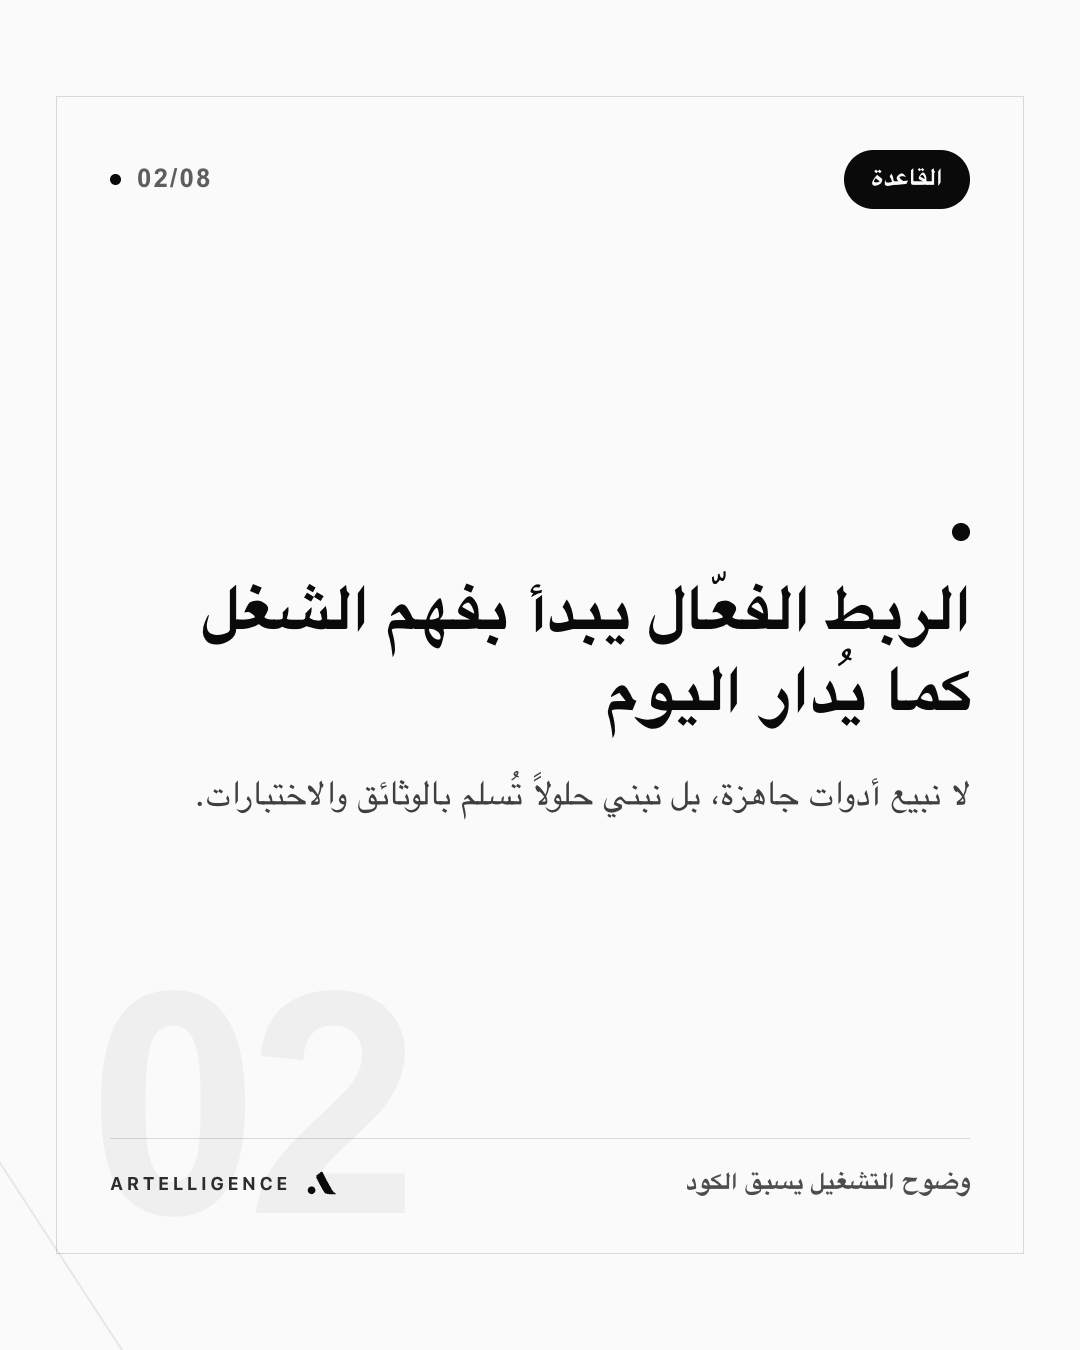 القاعدة
02/08
الربط الفعّال يبدأ بفهم الشغل
كما يُدار اليوم
لا نبيع أدوات جاهزة، بل نبني حلولاً تُسلم بالوثائق والاختبارات.
02
وضوح التشغيل يسبق الكود
ARTELLIGENCE